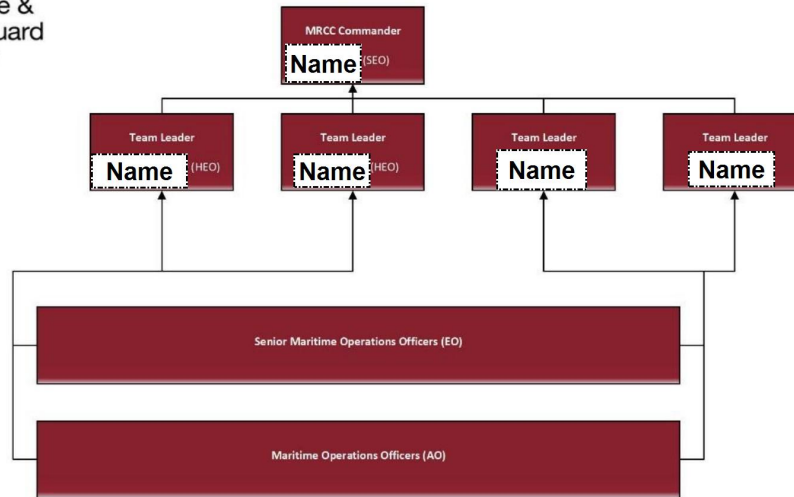 e &
uard
MRCC Commander
Name (SEO)
Team Leader
Name (HEO)
Team Leader
Name (HEO)
Team Leader
Name
Team Leader
Name
Senior Maritime Operations Officers (EO)
Maritime Operations Officers (AO)